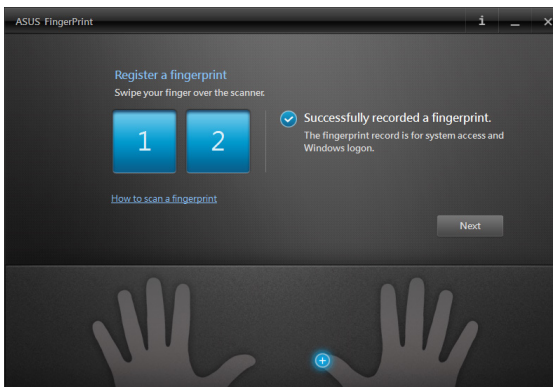 ASUS FingerPrint
Register a fingerprint
Swipe your finger over the scanner.
1 2
Successfully recorded a fingerprint.
The fingerprint record is for system access and
Windows logon.
How to scan a fingerprint
Next